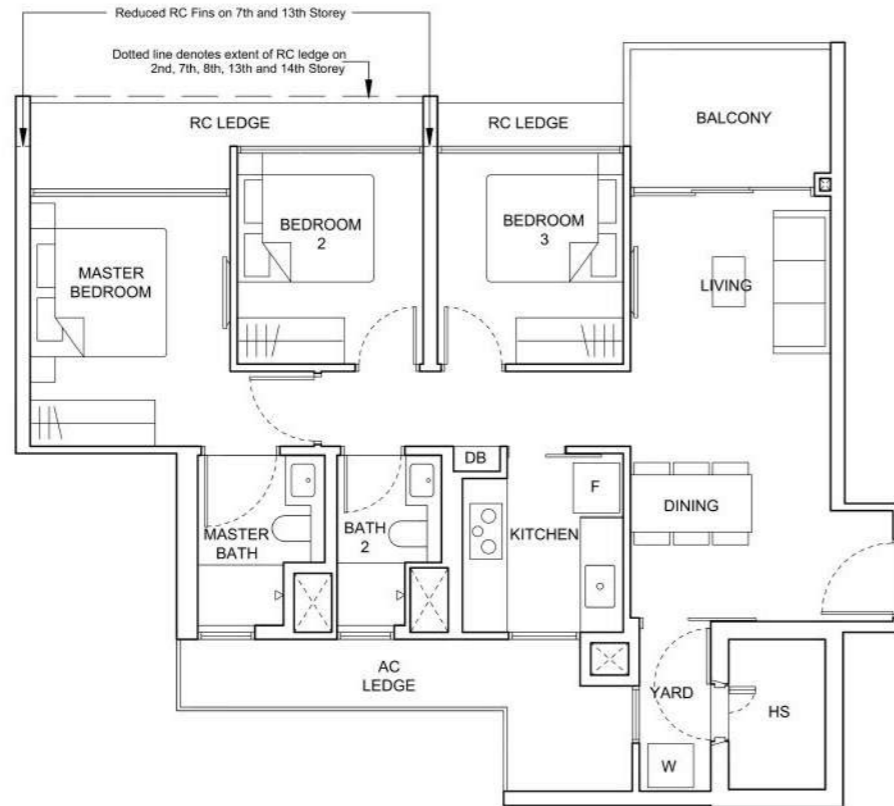 Reduced RC Fins on 7th and 13th Storey
Dotted line denotes extent of RC ledge on
2nd, 7th, 8th, 13th and 14th Storey
RC LEDGE
RC LEDGE
BALCONY
BEDROOM
2
BEDROOM
3
MASTER
BEDROOM
LIVING
DB
F
DINING
MASTER
BATH
BATH
2
KITCHEN
AC
LEDGE
YARD
HS
W